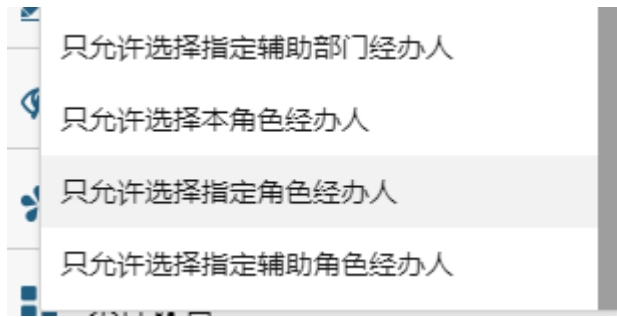 只允许选择指定辅助部门经办人
只允许选择本角色经办人
只允许选择指定角色经办人
只允许选择指定辅助角色经办人